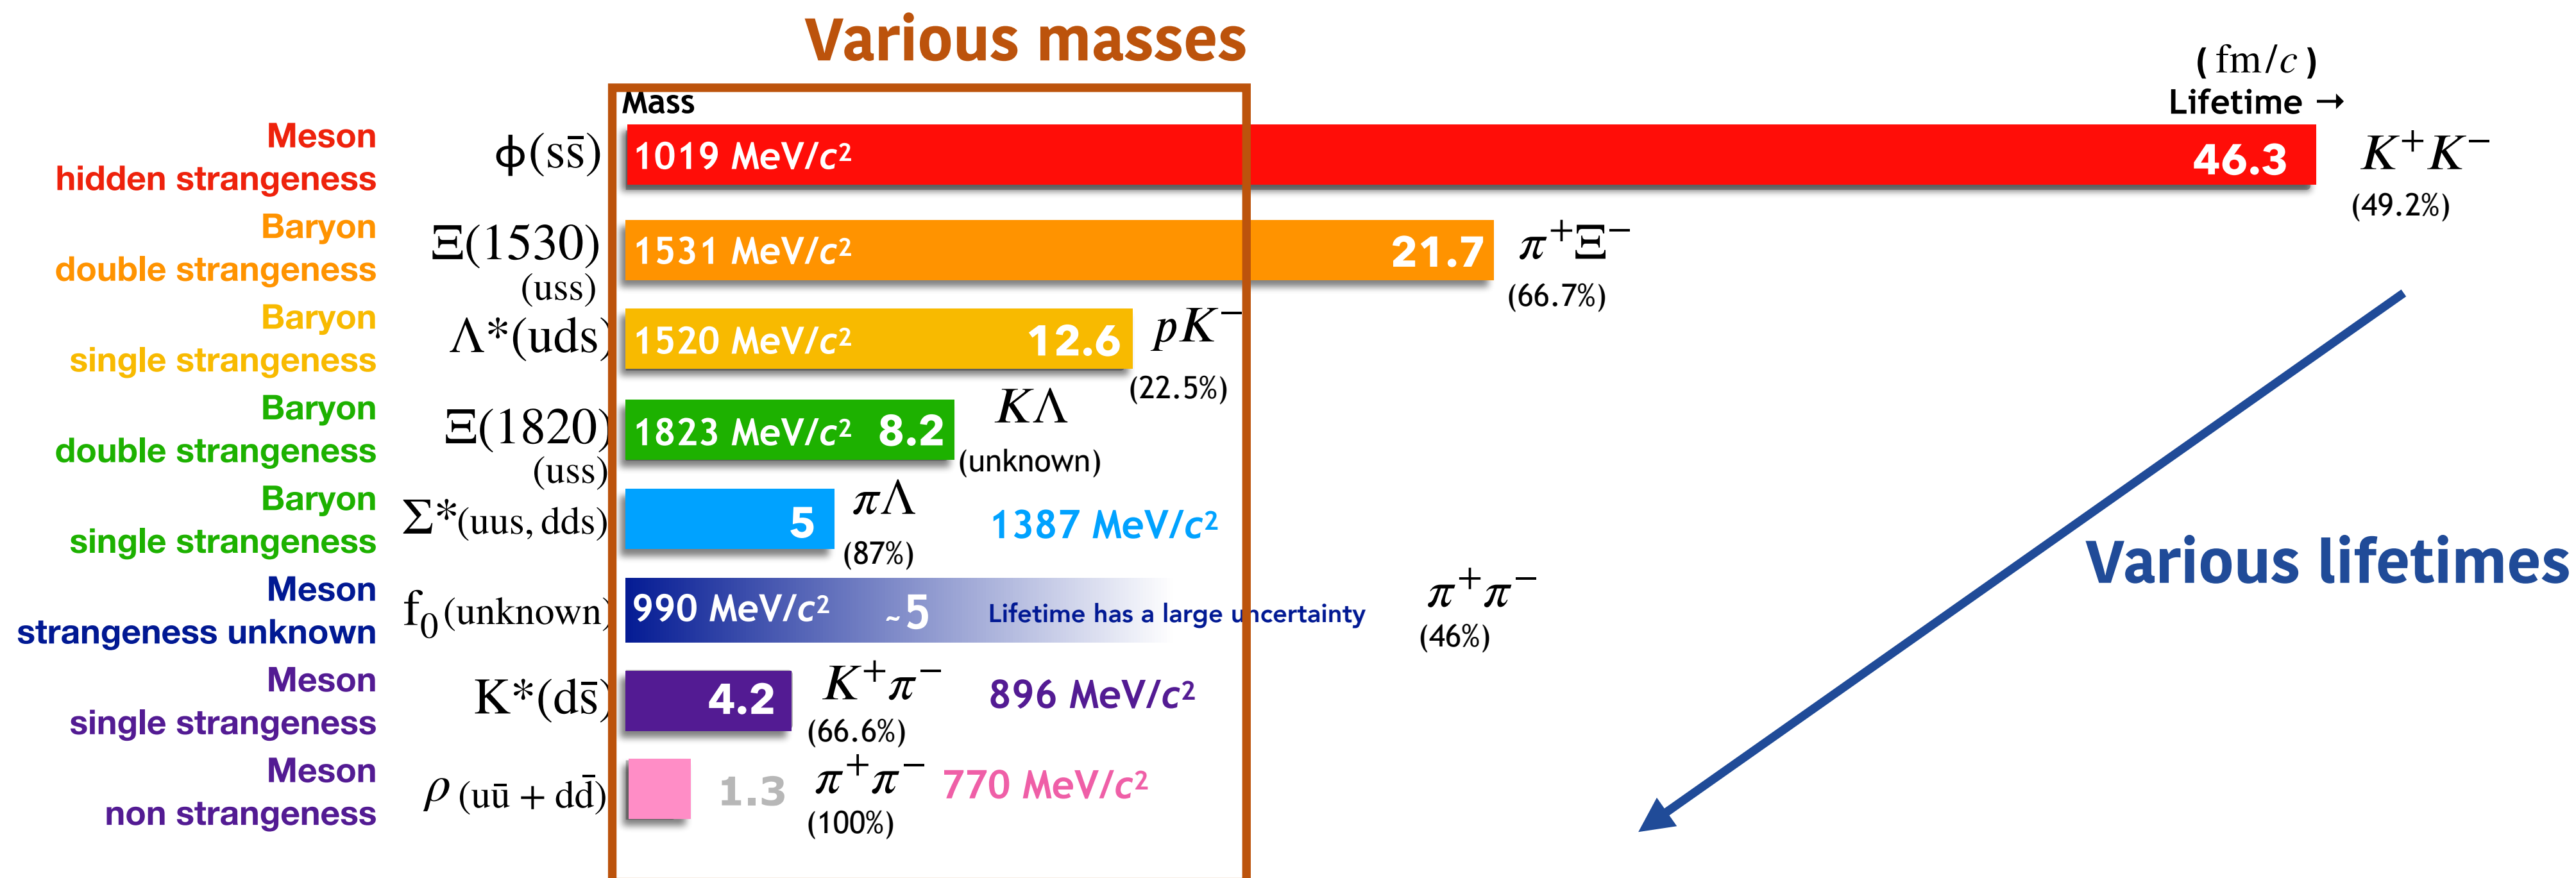 Various masses
( fm/c )
Mass
Lifetime →
Meson
hidden strangeness
ϕ(ss̄)
1019 MeV/c²
46.3
K⁺K⁻
(49.2%)
Baryon
double strangeness
Ξ(1530)
(uss)
1531 MeV/c²
21.7
π⁺Ξ⁻
(66.7%)
Baryon
single strangeness
Λ*(uds)
1520 MeV/c²
12.6
pK⁻
(22.5%)
Baryon
double strangeness
Ξ(1820)
(uss)
1823 MeV/c²
8.2
KΛ
(unknown)
Baryon
single strangeness
Σ*(uus, dds)
5
πΛ
(87%)
1387 MeV/c²
Various lifetimes
Meson
strangeness unknown
f₀ (unknown)
990 MeV/c²
~5
Lifetime has a large uncertainty
π⁺π⁻
(46%)
Meson
single strangeness
K*(ds̄)
4.2
K⁺π⁻
(66.6%)
896 MeV/c²
Meson
non strangeness
ρ (uū + dd̄)
1.3
π⁺π⁻
(100%)
770 MeV/c²